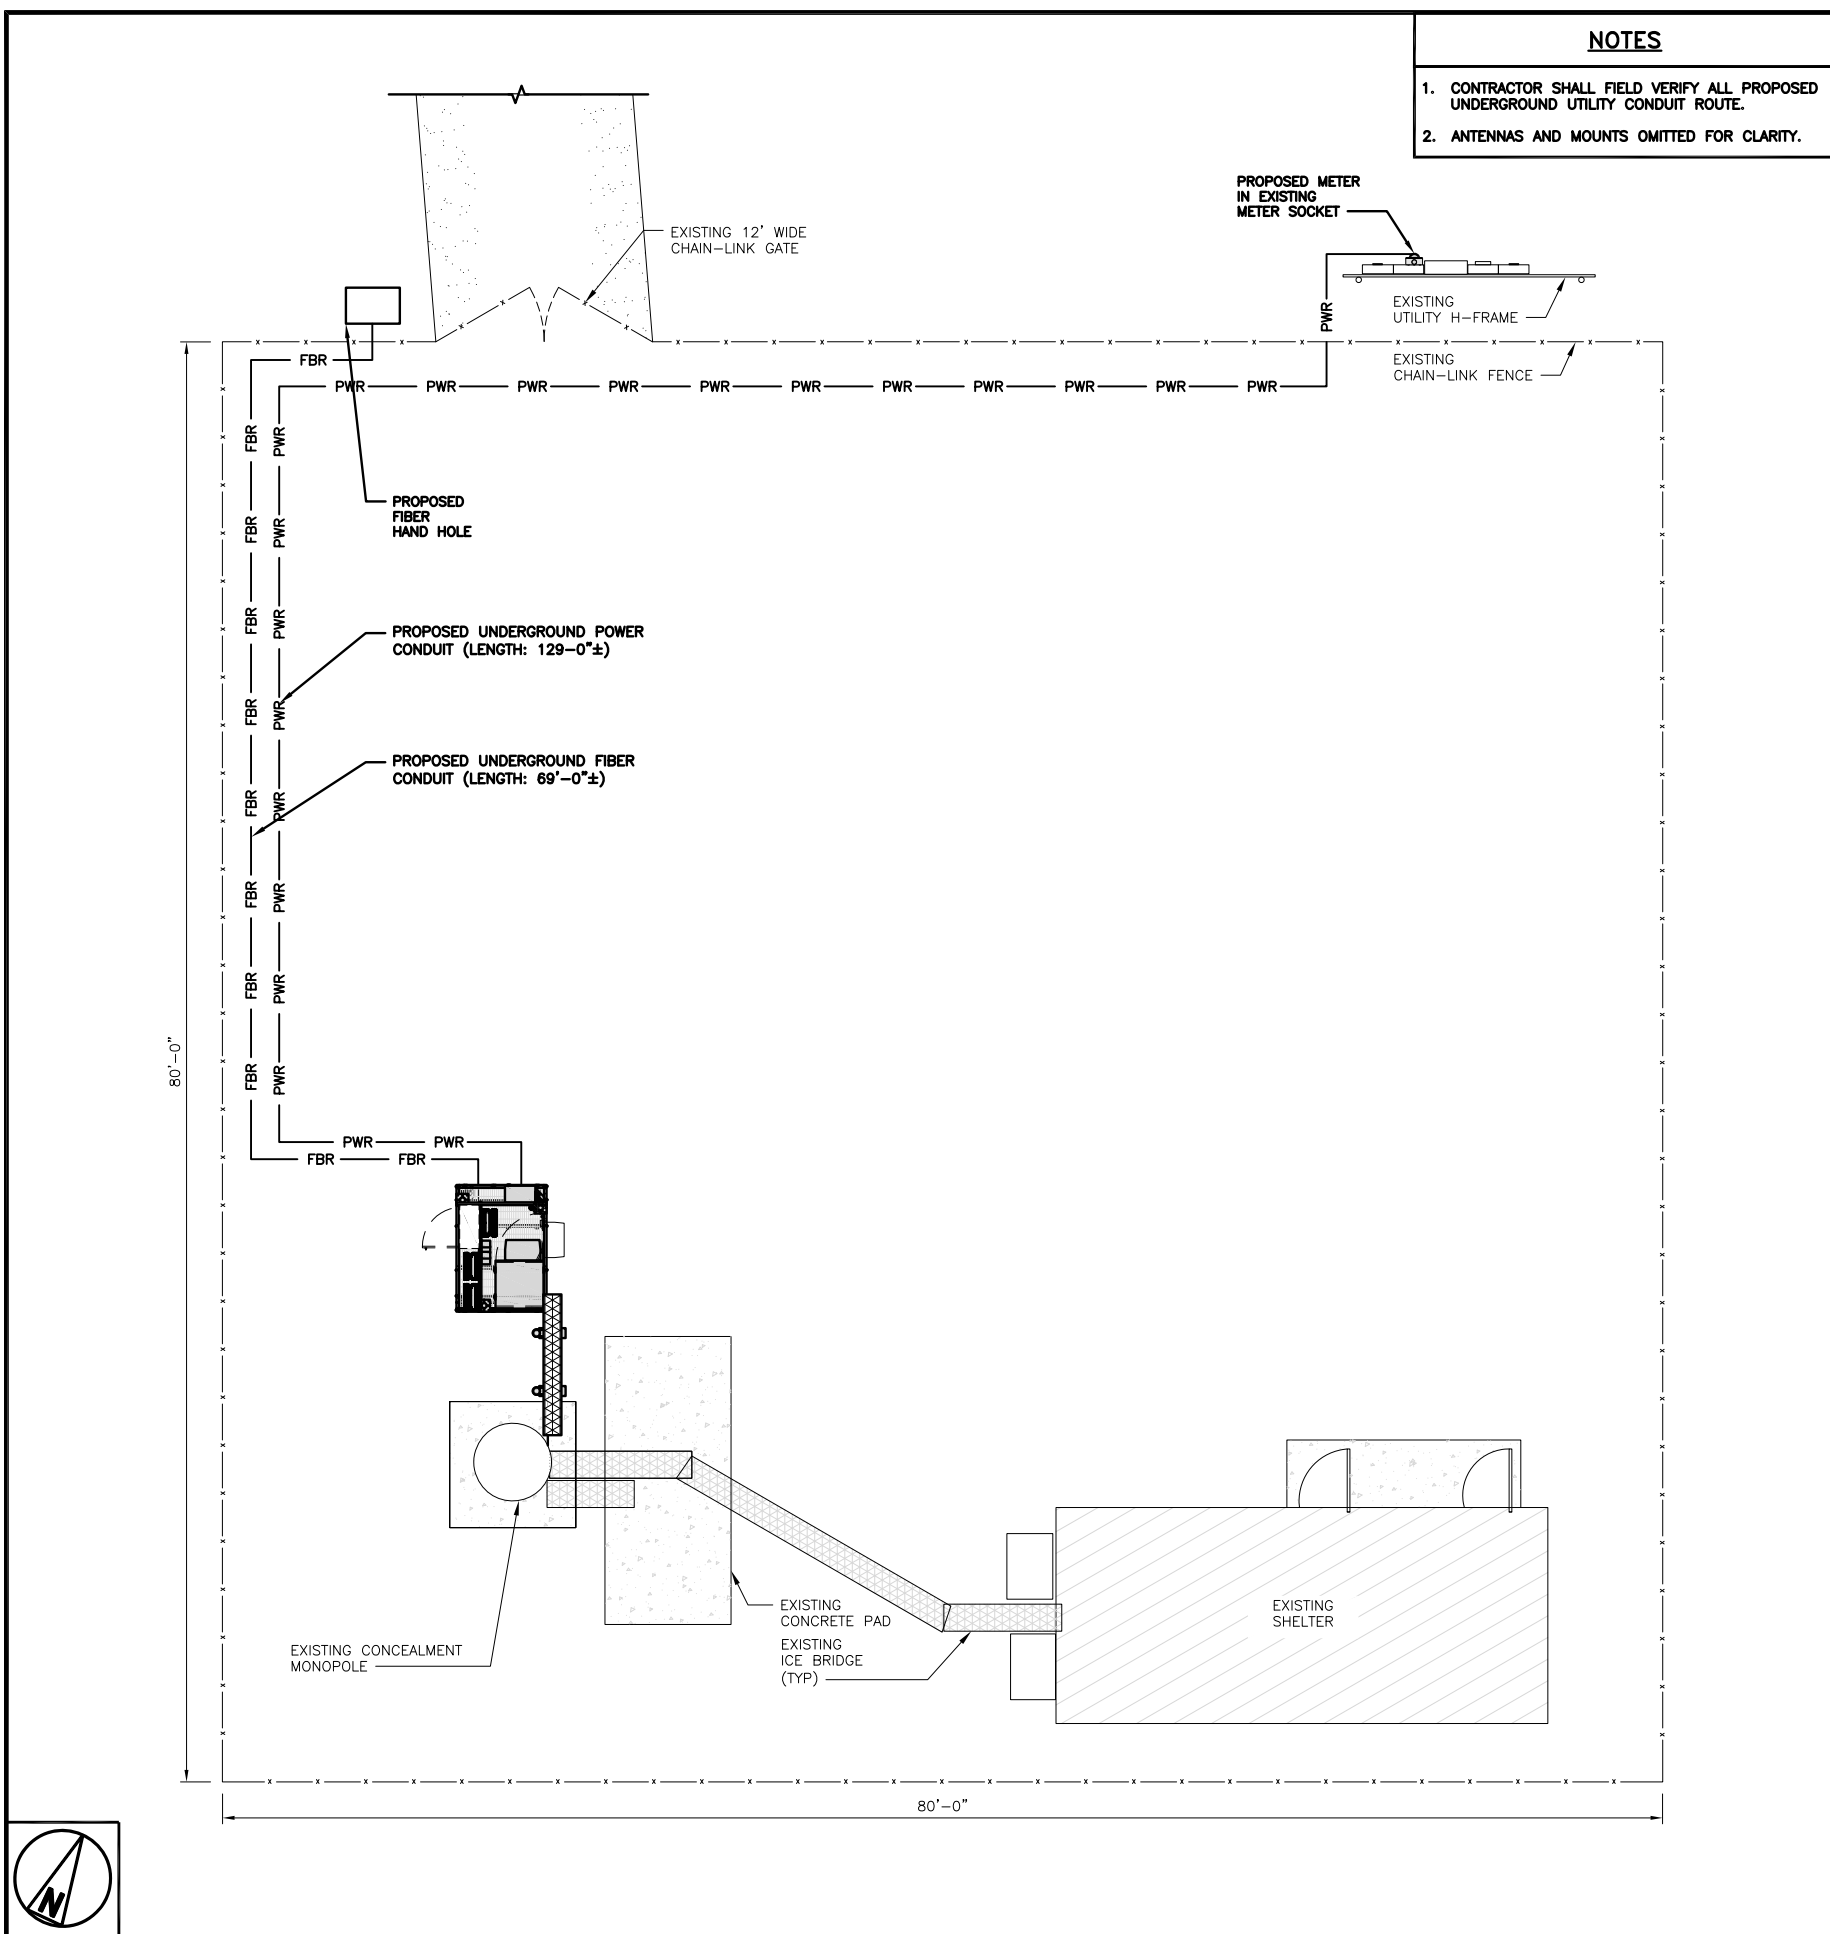 NOTES
1. CONTRACTOR SHALL FIELD VERIFY ALL PROPOSED
UNDERGROUND UTILITY CONDUIT ROUTE.
2. ANTENNAS AND MOUNTS OMITTED FOR CLARITY.
PROPOSED METER
IN EXISTING
METER SOCKET
EXISTING 12' WIDE
CHAIN-LINK GATE
EXISTING
UTILITY H-FRAME
PWR
EXISTING
CHAIN-LINK FENCE
FBR
PWR PWR PWR PWR PWR PWR PWR PWR PWR PWR PWR
FBR FBR FBR FBR FBR FBR FBR FBR
PWR PWR PWR PWR PWR PWR PWR PWR
PROPOSED
FIBER
HAND HOLE
PROPOSED UNDERGROUND POWER
CONDUIT (LENGTH: 129-0"±)
PROPOSED UNDERGROUND FIBER
CONDUIT (LENGTH: 69'-0"±)
80'-0"
PWR PWR
FBR FBR
EXISTING
CONCRETE PAD
EXISTING
ICE BRIDGE
(TYP)
EXISTING
SHELTER
EXISTING CONCEALMENT
MONOPOLE
80'-0"
N